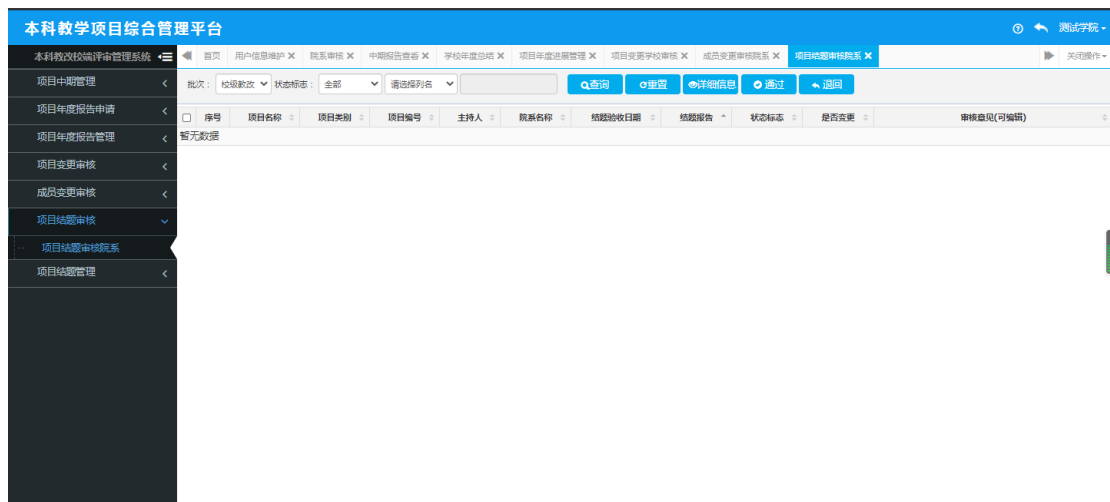 本科教学项目综合管理平台
测试学院
本科教改校端评审管理系统
首页 用户信息维护 院系审核 中期报告查看 学校年度总结 项目年度进展管理 项目变更学校审核 成员变更审核院系 项目结题审核院系 关闭操作
项目中期管理
批次： 校级教改 状态标志： 全部 请选择列名 查询 重置 详细信息 通过 退回
项目年度报告申请
序号 项目名称 项目类别 项目编号 主持人 院系名称 结题验收日期 结题报告 状态标志 是否变更 审核意见(可编辑)
项目年度报告管理
暂无数据
项目变更审核
成员变更审核
项目结题审核
项目结题审核院系
项目结题管理